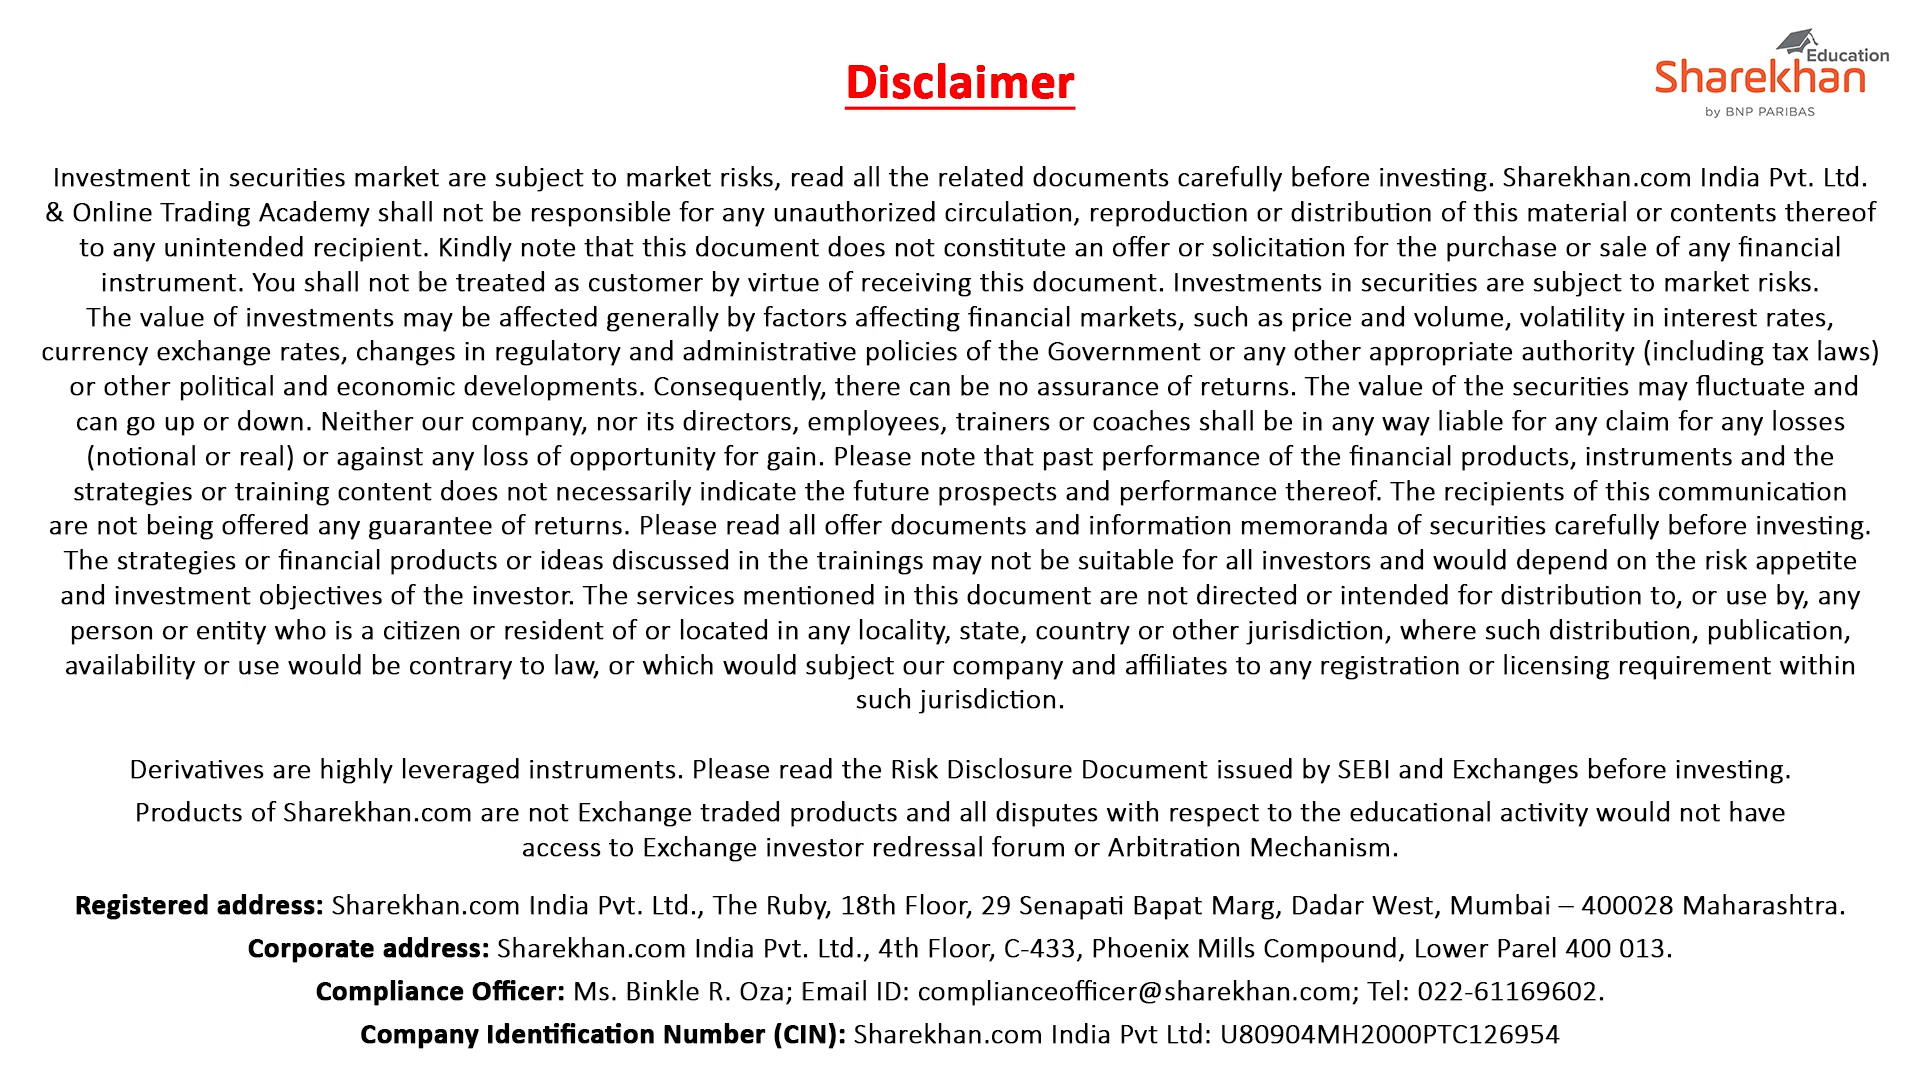 Education
Disclaimer
Sharekhan
by BNP PARIBAS
Investment in securities market are subject to market risks, read all the related documents carefully before investing. Sharekhan.com India Pvt. Ltd.
& Online Trading Academy shall not be responsible for any unauthorized circulation, reproduction or distribution of this material or contents thereof
to any unintended recipient. Kindly note that this document does not constitute an offer or solicitation for the purchase or sale of any financial
instrument. You shall not be treated as customer by virtue of receiving this document. Investments in securities are subject to market risks.
The value of investments may be affected generally by factors affecting financial markets, such as price and volume, volatility in interest rates,
currency exchange rates, changes in regulatory and administrative policies of the Government or any other appropriate authority (including tax laws)
or other political and economic developments. Consequently, there can be no assurance of returns. The value of the securities may fluctuate and
can go up or down. Neither our company, nor its directors, employees, trainers or coaches shall be in any way liable for any claim for any losses
(notional or real) or against any loss of opportunity for gain. Please note that past performance of the financial products, instruments and the
strategies or training content does not necessarily indicate the future prospects and performance thereof. The recipients of this communication
are not being offered any guarantee of returns. Please read all offer documents and information memoranda of securities carefully before investing.
The strategies or financial products or ideas discussed in the trainings may not be suitable for all investors and would depend on the risk appetite
and investment objectives of the investor. The services mentioned in this document are not directed or intended for distribution to, or use by, any
person or entity who is a citizen or resident of or located in any locality, state, country or other jurisdiction, where such distribution, publication,
availability or use would be contrary to law, or which would subject our company and affiliates to any registration or licensing requirement within
such jurisdiction.
Derivatives are highly leveraged instruments. Please read the Risk Disclosure Document issued by SEBI and Exchanges before investing.
Products of Sharekhan.com are not Exchange traded products and all disputes with respect to the educational activity would not have
access to Exchange investor redressal forum or Arbitration Mechanism.
Registered address: Sharekhan.com India Pvt. Ltd., The Ruby, 18th Floor, 29 Senapati Bapat Marg, Dadar West, Mumbai – 400028 Maharashtra.
Corporate address: Sharekhan.com India Pvt. Ltd., 4th Floor, C-433, Phoenix Mills Compound, Lower Parel 400 013.
Compliance Officer: Ms. Binkle R. Oza; Email ID: complianceofficer@sharekhan.com; Tel: 022-61169602.
Company Identification Number (CIN): Sharekhan.com India Pvt Ltd: U80904MH2000PTC126954